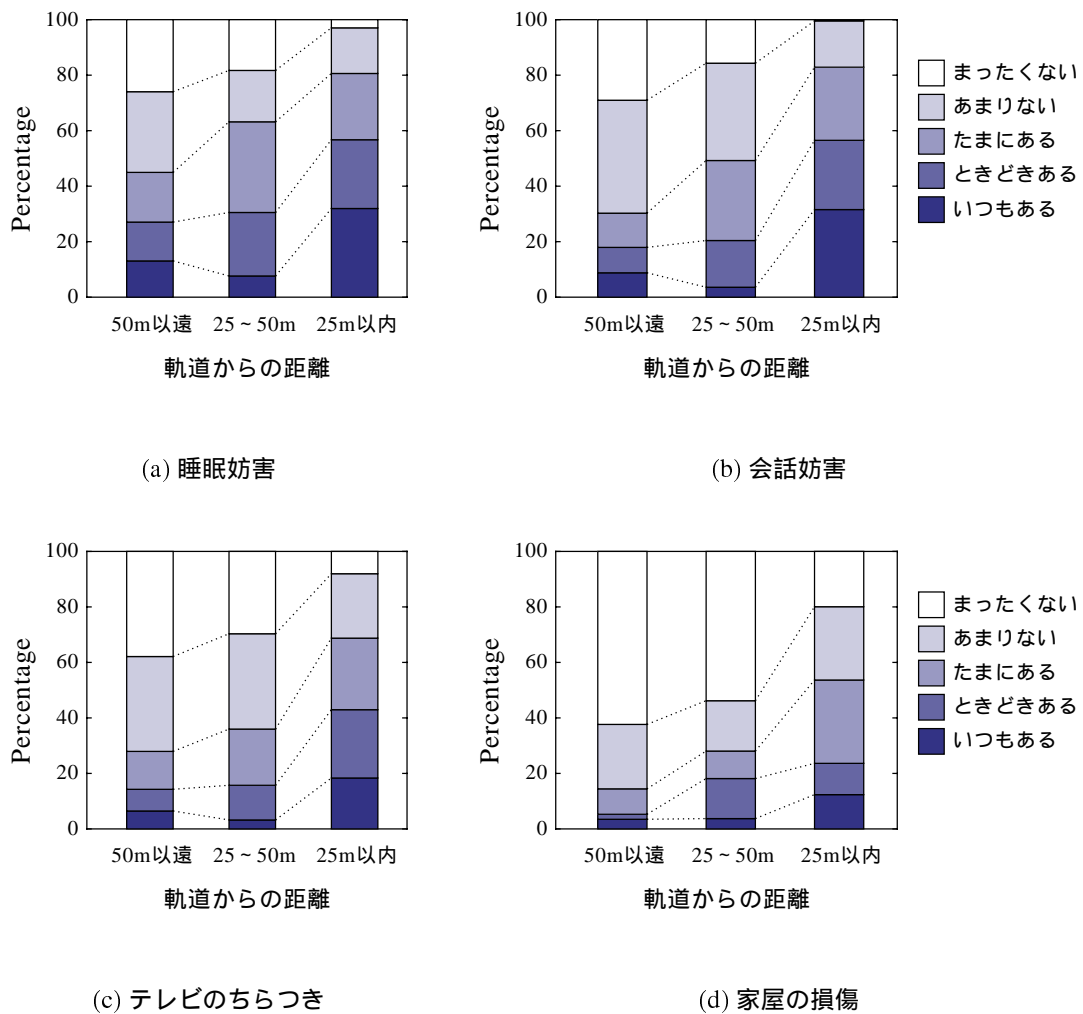 100
80
60
40
20
0
Percentage
50m以遠 25~50m 25m以内
軌道からの距離
(a) 睡眠妨害
100
80
60
40
20
0
Percentage
50m以遠 25~50m 25m以内
軌道からの距離
(b) 会話妨害
まったくない
あまりない
たまにある
ときどきある
いつもある
100
80
60
40
20
0
Percentage
50m以遠 25~50m 25m以内
軌道からの距離
(c) テレビのちらつき
100
80
60
40
20
0
Percentage
50m以遠 25~50m 25m以内
軌道からの距離
(d) 家屋の損傷
まったくない
あまりない
たまにある
ときどきある
いつもある